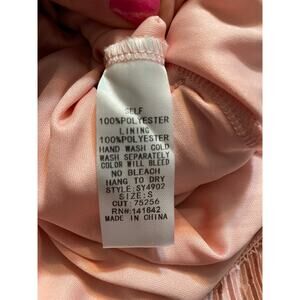 SELF
100%POLYESTER
LINING
100%POLYESTER
HAND WASH COLD
WASH SEPARATELY
COLOR WILL BLEED
NO BLEACH
HANG TO DRY
STYLE:SY4902
SIZE:S
CUT: 75256
RN#:141642
MADE IN CHINA